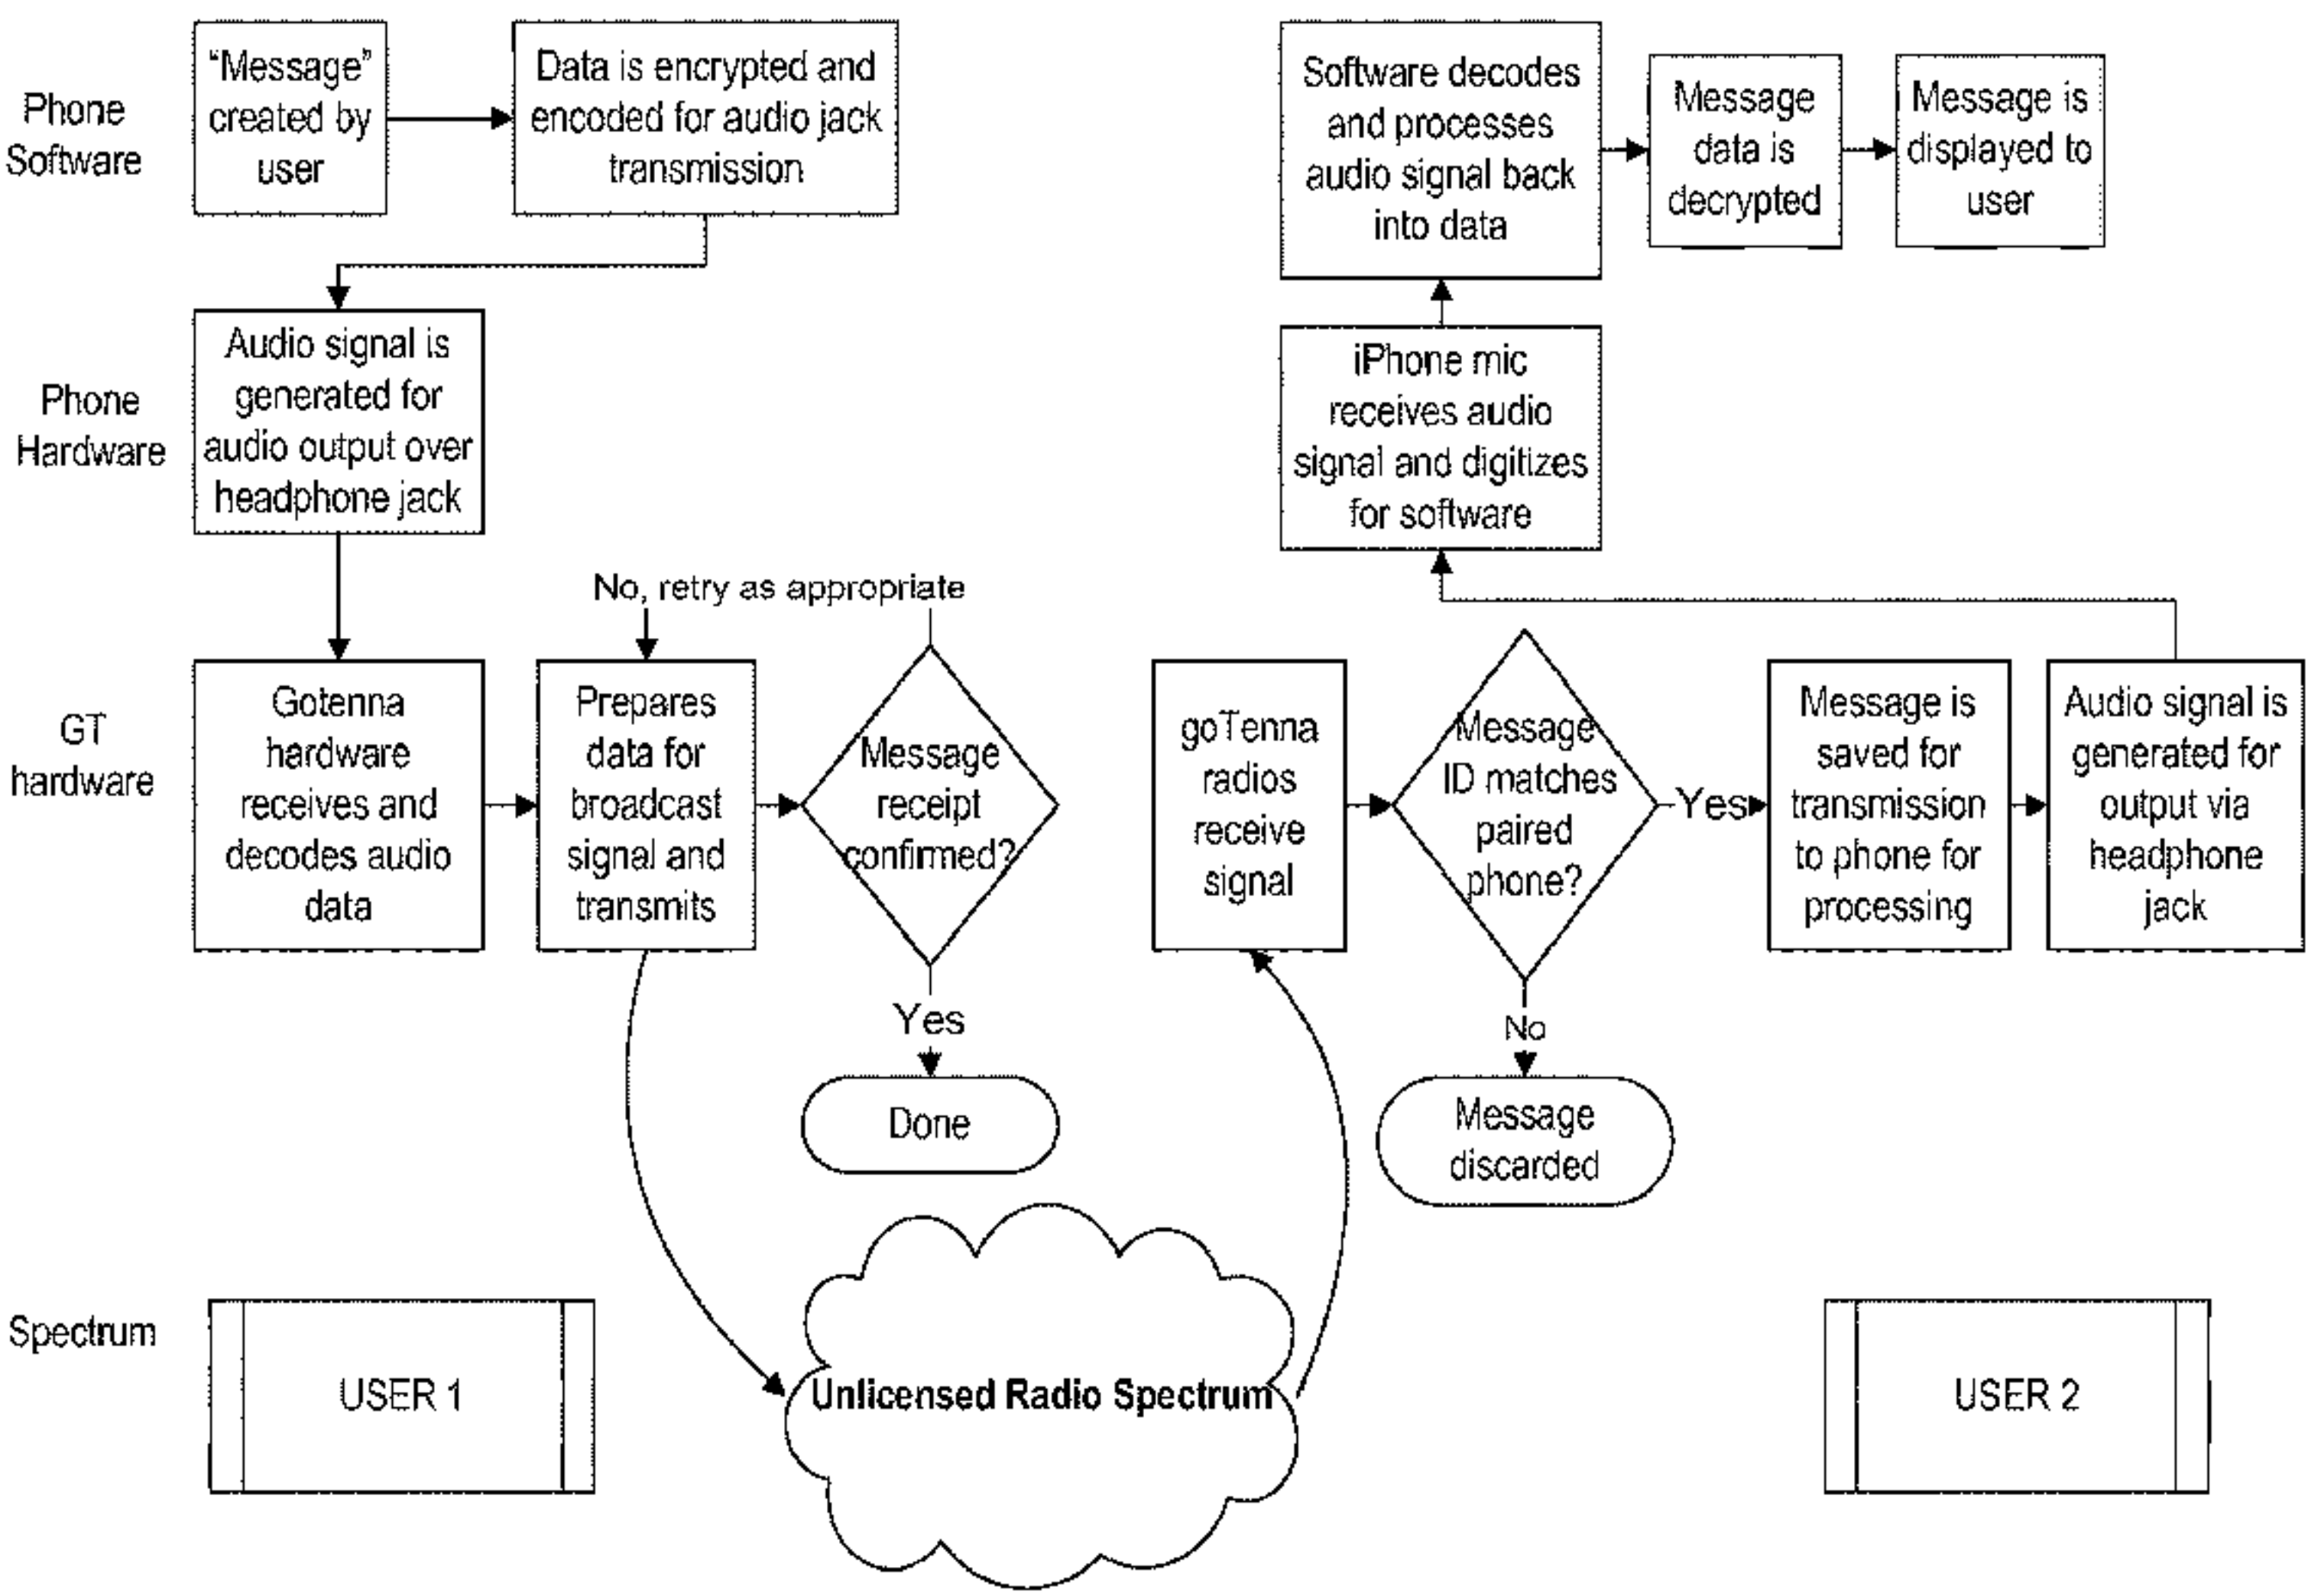 Phone
Software
“Message”
created by
user
Data is encrypted and
encoded for audio jack
transmission
Software decodes
and processes
audio signal back
into data
Message
data is
decrypted
Message is
displayed to
user
Phone
Hardware
Audio signal is
generated for
audio output over
headphone jack
iPhone mic
receives audio
signal and digitizes
for software
No, retry as appropriate
GT
hardware
Gotenna
hardware
receives and
decodes audio
data
Prepares
data for
broadcast
signal and
transmits
Message
receipt
confirmed?
Yes
Done
goTenna
radios
receive
signal
Message
ID matches
paired
phone?
Yes
No
Message
discarded
Message is
saved for
transmission
to phone for
processing
Audio signal is
generated for
output via
headphone
jack
Spectrum
USER 1
Unlicensed Radio Spectrum
USER 2